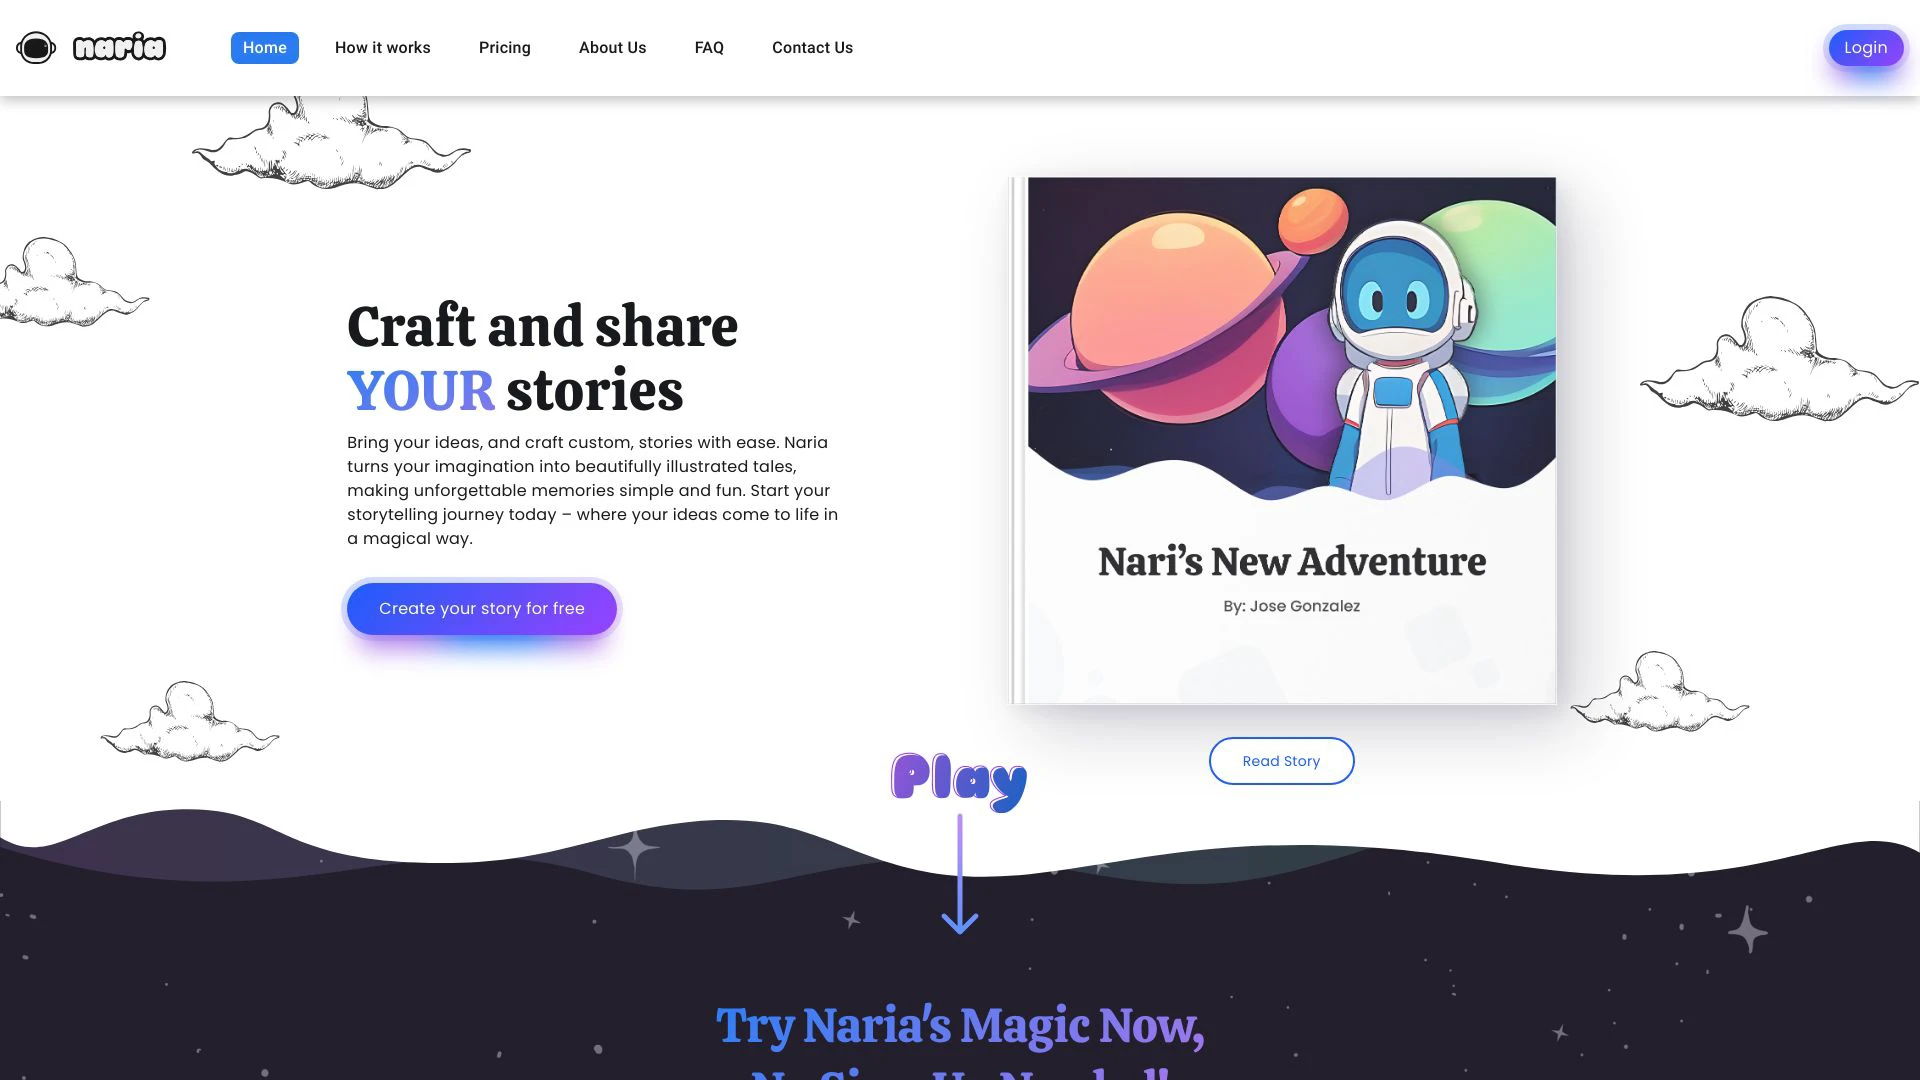 naria
Home
How it works
Pricing
About Us
FAQ
Contact Us
Login
Craft and share
YOUR stories
Bring your ideas, and craft custom, stories with ease. Naria
turns your imagination into beautifully illustrated tales,
making unforgettable memories simple and fun. Start your
storytelling journey today – where your ideas come to life in
a magical way.
Create your story for free
Nari’s New Adventure
By: Jose Gonzalez
Read Story
Play
Try Naria's Magic Now,